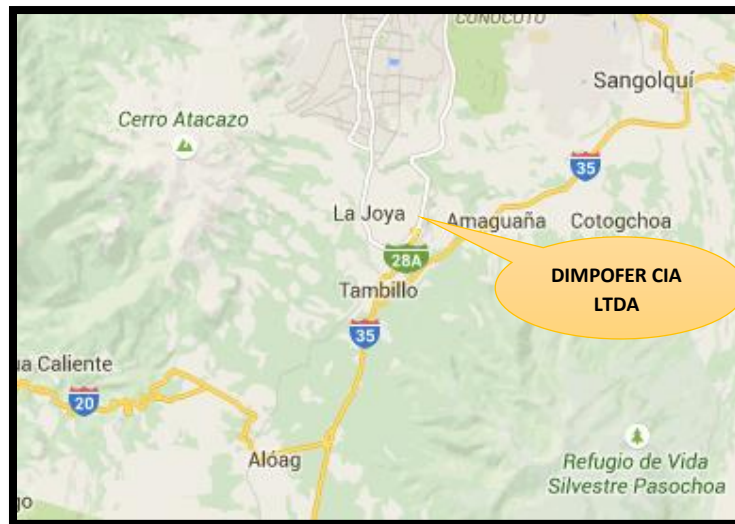 CONOCOTO
Sangolquí
Cerro Atacazo
35
La Joya
Amaguaña
Cotogchoa
28A
DIMPOFER CIA
LTDA
Tambillo
35
ua Caliente
20
Alóag
Refugio de Vida
Silvestre Pasochoa
go